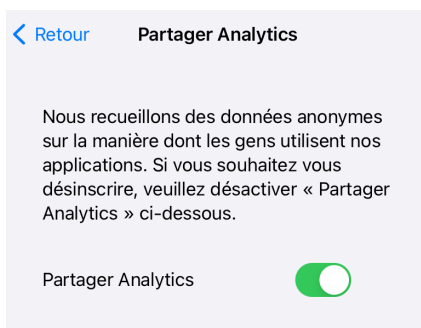 Retour Partager Analytics
Nous recueillons des données anonymes
sur la manière dont les gens utilisent nos
applications. Si vous souhaitez vous
désinscrire, veuillez désactiver « Partager
Analytics » ci-dessous.
Partager Analytics